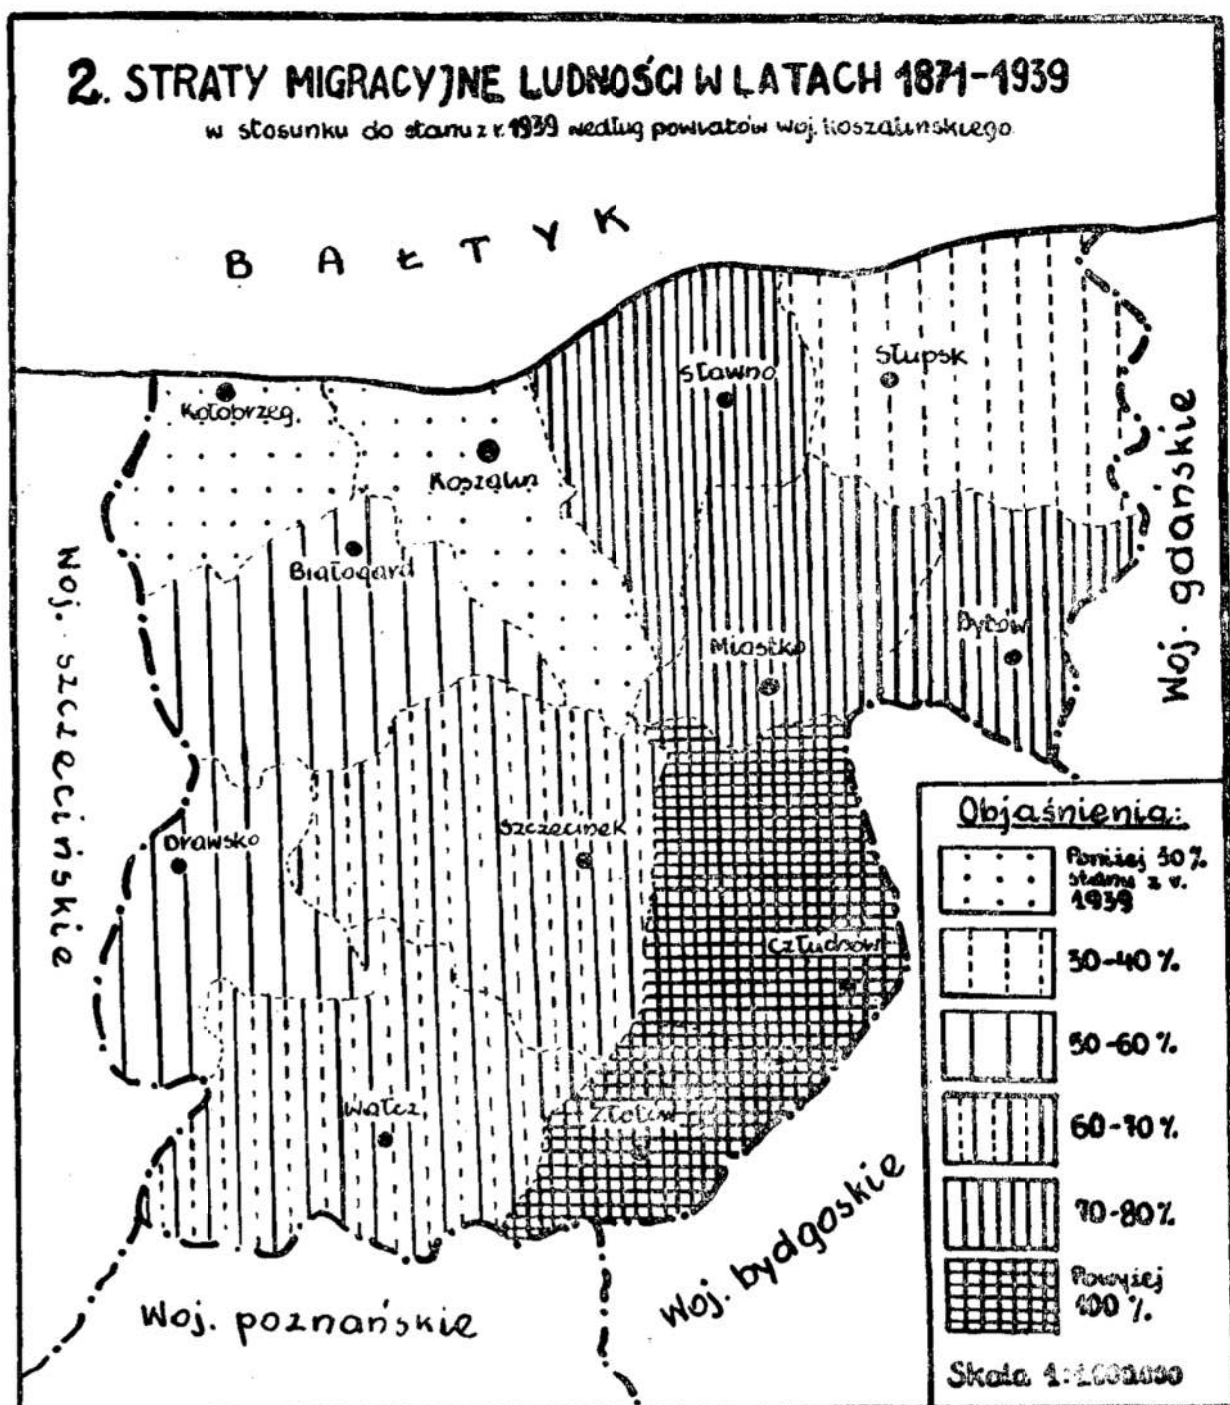 2. STRATY MIGRACYJNE LUDNOŚCI W LATACH 1871-1939
w stosunku do stanu z r. 1939 według powiatów woj. koszalińskiego
BAŁTYK
Sławno
Słupsk
Kołobrzeg
Koszalin
Białogard
Miastko
Bytów
Woj. gdańskie
Woj. szczecińskie
Drawsko
Szczecinek
Człuchów
Wałcz
Złotów
Woj. poznańskie
Woj. bydgoskie
Objaśnienia:
Poniżej 30%
stanu z r.
1939
30-40%
50-60%
60-70%
70-80%
Powyżej
100%
Skala